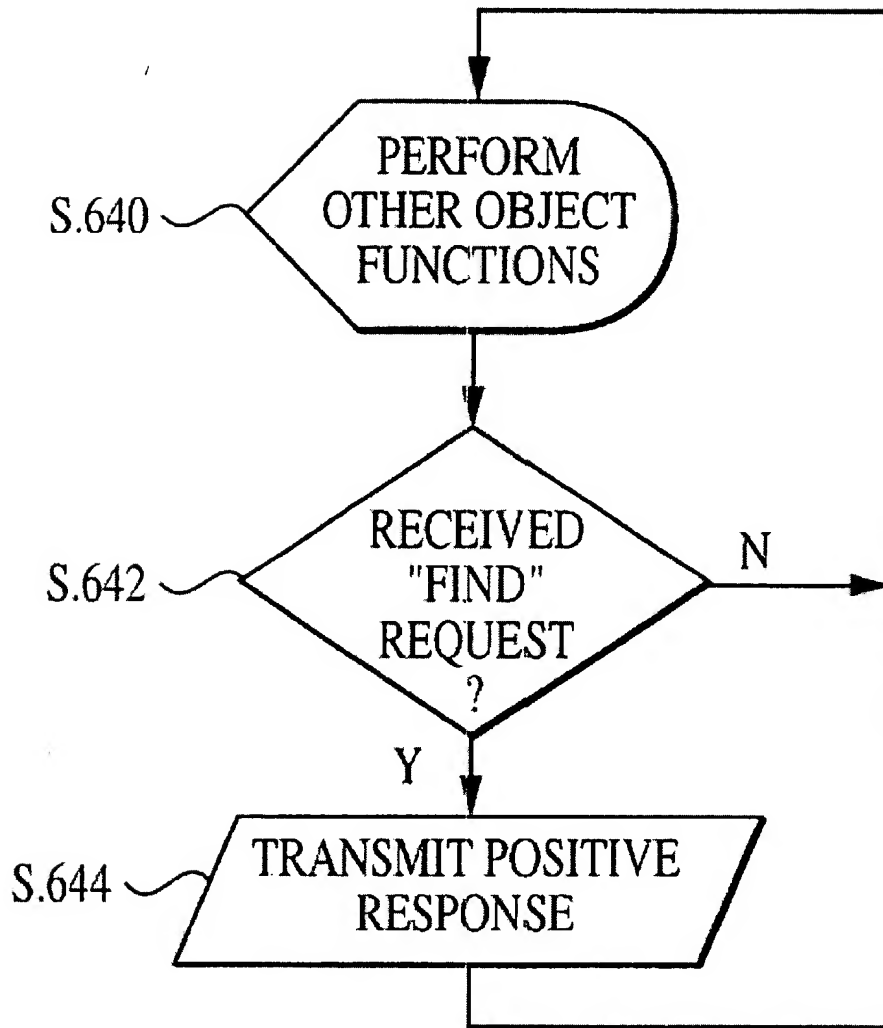 PERFORM
OTHER OBJECT
FUNCTIONS
S.640
RECEIVED
"FIND"
REQUEST
?
S.642
N
Y
TRANSMIT POSITIVE
RESPONSE
S.644